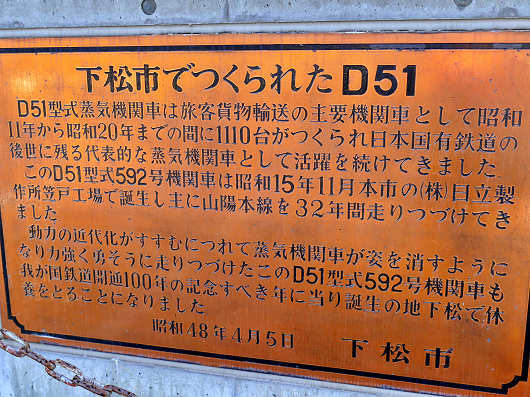 下松市でつくられたD51
D51型式蒸気機関車は旅客貨物輸送の主要機関車として昭和
11年から昭和20年までの間に1110台がつくられ日本国有鉄道の
後世に残る代表的な蒸気機関車として活躍を続けてきました
このD51型式592号機関車は昭和15年11月本市の(株)日立製
作所笠戸工場で誕生し主に山陽本線を32年間走りつづけてき
ました
動力の近代化がすすむにつれて蒸気機関車が姿を消すように
なり力強く勇そうに走りつづけたこのD51型式592号機関車も
我が国鉄道開通100年の記念すべき年に当り誕生の地下松で休
養をとることになりました
昭和48年4月5日 下松市